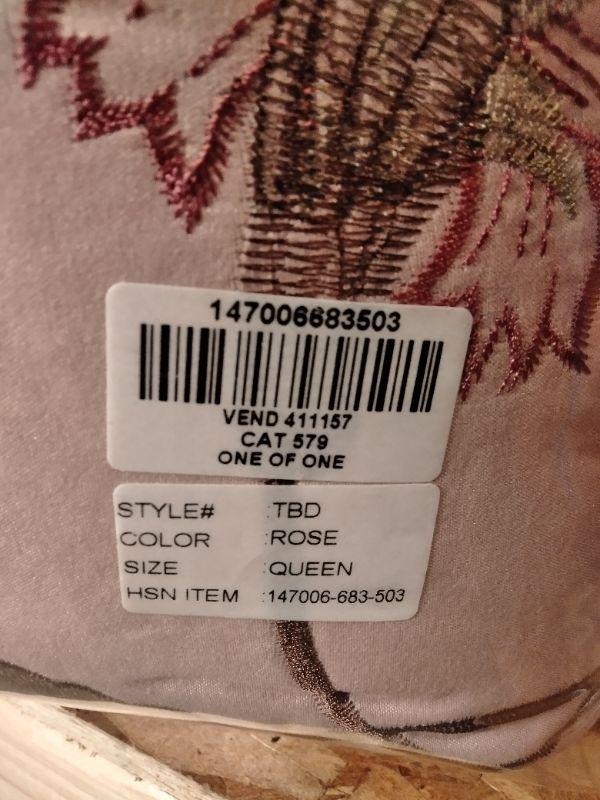 147006683503
VEND 411157
CAT 579
ONE OF ONE
STYLE# :TBD
COLOR :ROSE
SIZE :QUEEN
HSN ITEM :147006-683-503